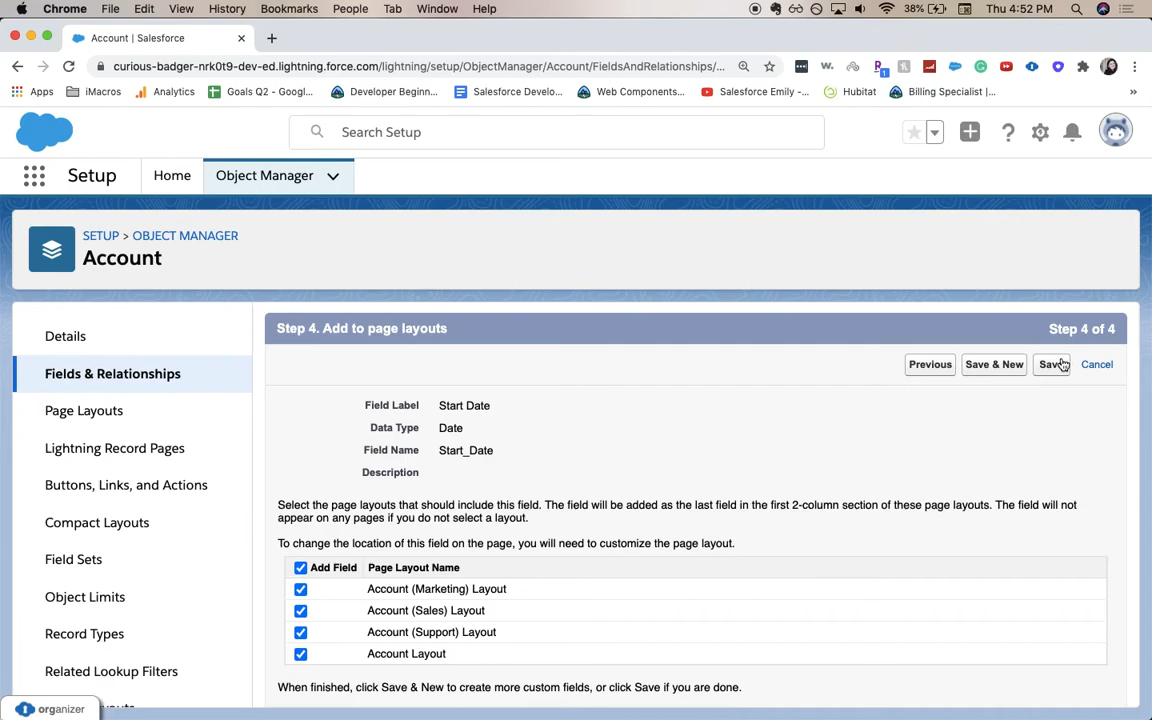 Chrome File Edit View History Bookmarks People Tab Window Help 38% Thu 4:52 PM
Account | Salesforce
curious-badger-nrk0t9-dev-ed.lightning.force.com/lightning/setup/ObjectManager/Account/FieldsAndRelationships/...
Apps iMacros Analytics Goals Q2 - Googl... Developer Beginn... Salesforce Develo... Web Components... Salesforce Emily -... Hubitat Billing Specialist |... »
Search Setup
Setup Home Object Manager
SETUP > OBJECT MANAGER
Account
Details
Fields & Relationships
Page Layouts
Lightning Record Pages
Buttons, Links, and Actions
Compact Layouts
Field Sets
Object Limits
Record Types
Related Lookup Filters
organizer
Step 4. Add to page layouts Step 4 of 4
Previous Save & New Save Cancel
Field Label Start Date
Data Type Date
Field Name Start_Date
Description
Select the page layouts that should include this field. The field will be added as the last field in the first 2-column section of these page layouts. The field will not
appear on any pages if you do not select a layout.
To change the location of this field on the page, you will need to customize the page layout.
Add Field Page Layout Name
Account (Marketing) Layout
Account (Sales) Layout
Account (Support) Layout
Account Layout
When finished, click Save & New to create more custom fields, or click Save if you are done.